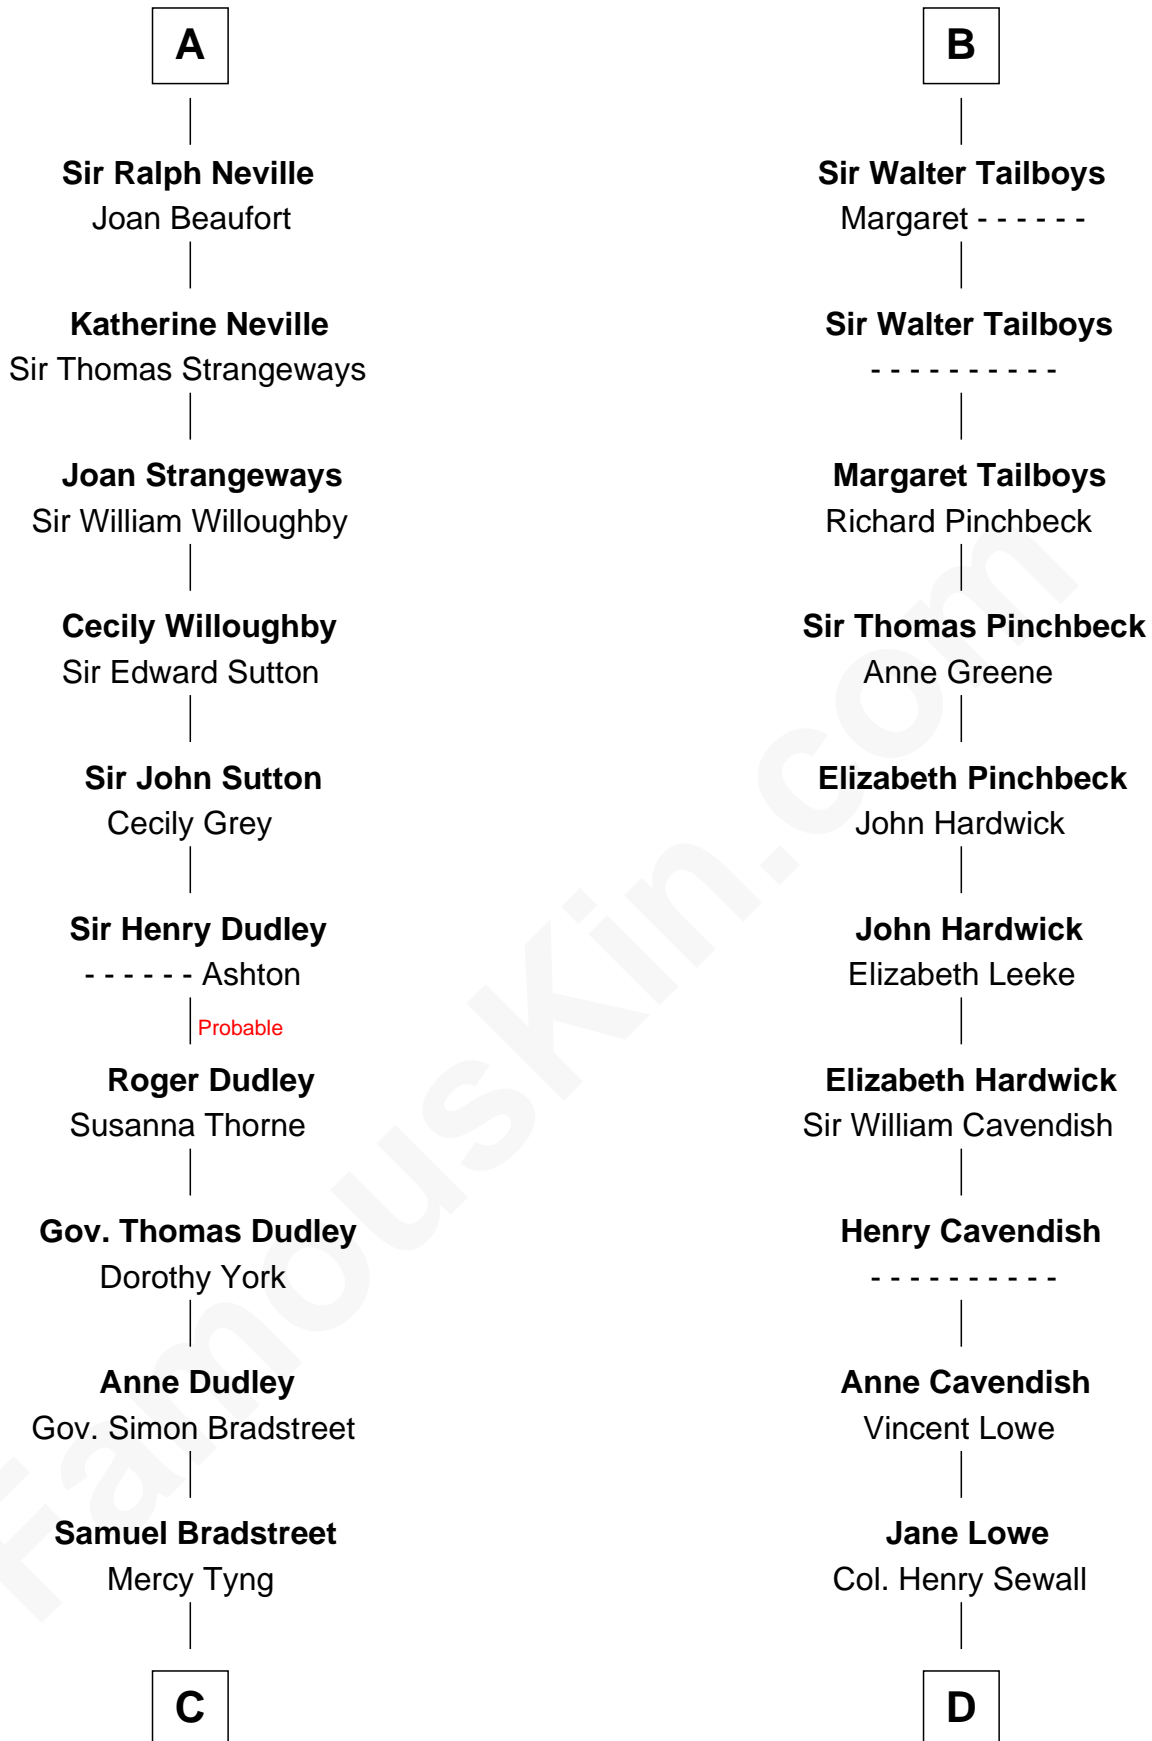 A
Sir Ralph Neville
Joan Beaufort
Katherine Neville
Sir Thomas Strangeways
Joan Strangeways
Sir William Willoughby
Cecily Willoughby
Sir Edward Sutton
Sir John Sutton
Cecily Grey
Sir Henry Dudley
- - - - - - Ashton
Probable
Roger Dudley
Susanna Thorne
Gov. Thomas Dudley
Dorothy York
Anne Dudley
Gov. Simon Bradstreet
Samuel Bradstreet
Mercy Tyng
C
B
Sir Walter Tailboys
Margaret - - - - - -
Sir Walter Tailboys
- - - - - - - - - -
Margaret Tailboys
Richard Pinchbeck
Sir Thomas Pinchbeck
Anne Greene
Elizabeth Pinchbeck
John Hardwick
John Hardwick
Elizabeth Leeke
Elizabeth Hardwick
Sir William Cavendish
Henry Cavendish
- - - - - - - - - -
Anne Cavendish
Vincent Lowe
Jane Lowe
Col. Henry Sewall
D
FamousKin.com